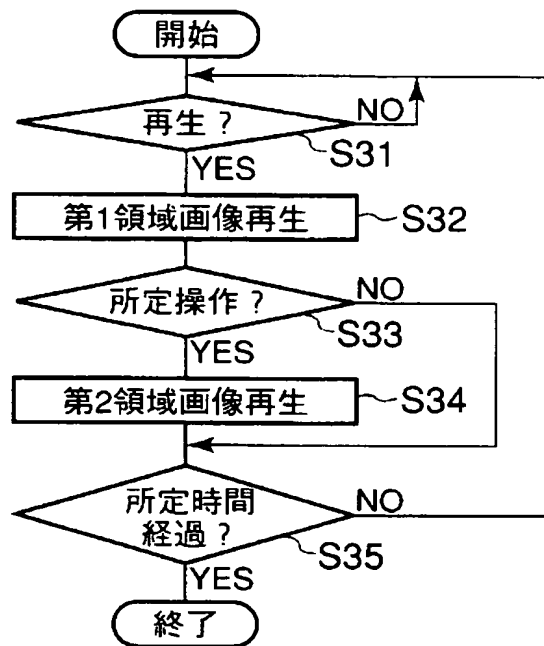 開始
再生?
NO
S31
YES
第1領域画像再生
S32
所定操作?
NO
S33
YES
第2領域画像再生
S34
所定時間
経過?
NO
S35
YES
終了